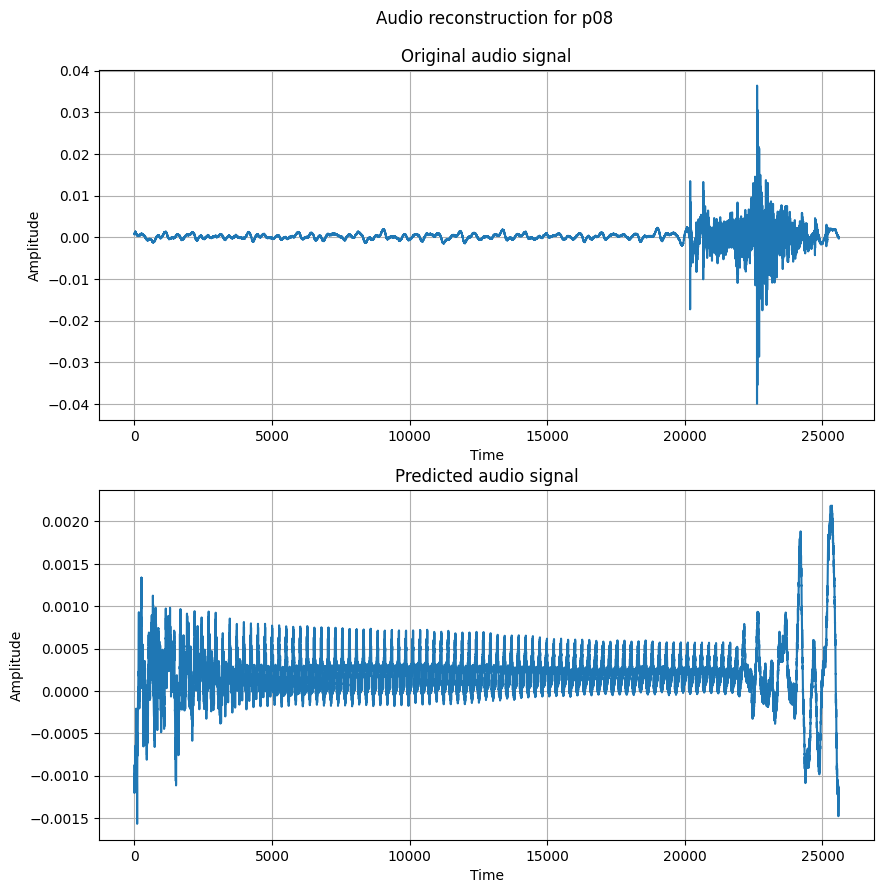 Audio reconstruction for p08
Original audio signal
0.04
0.03
0.02
0.01
0.00
−0.01
−0.02
−0.03
−0.04
Amplitude
0 5000 10000 15000 20000 25000
Time
Predicted audio signal
0.0020
0.0015
0.0010
0.0005
0.0000
−0.0005
−0.0010
−0.0015
Amplitude
0 5000 10000 15000 20000 25000
Time